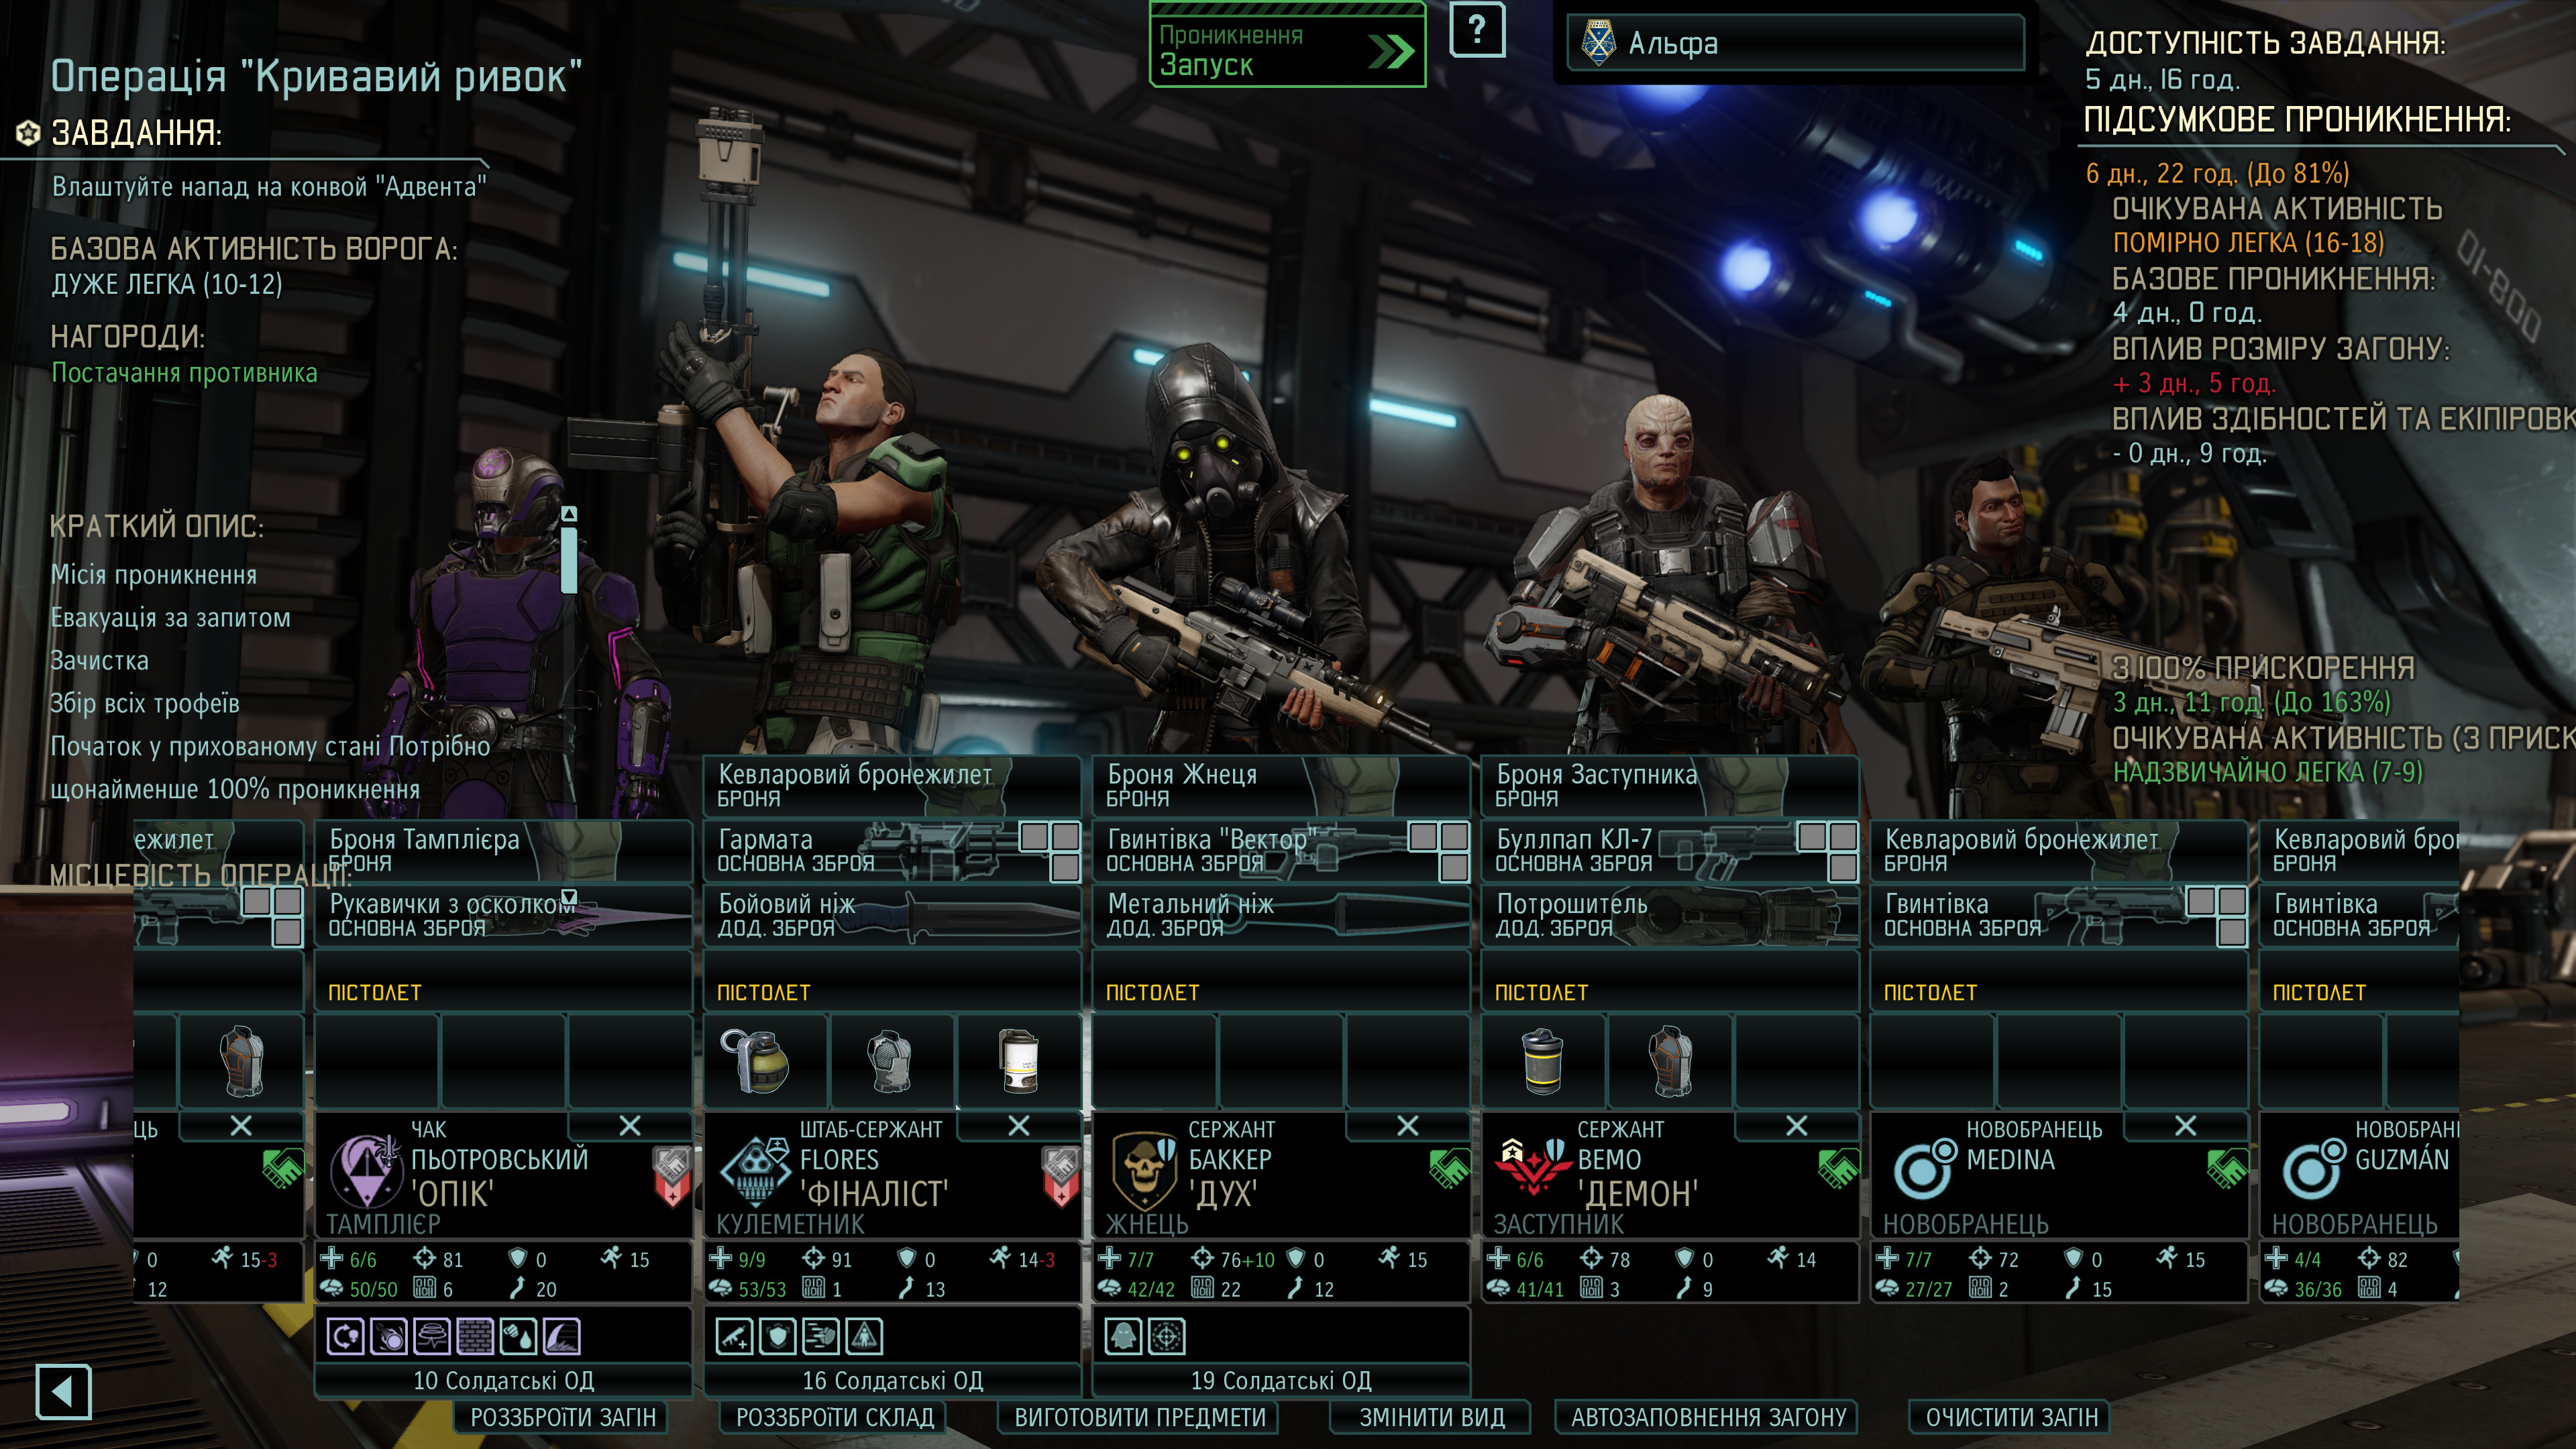 Проникнення
Запуск
?
Альфа
Операція "Кривавий ривок"
ЗАВДАННЯ:
Влаштуйте напад на конвой "Адвента"
БАЗОВА АКТИВНІСТЬ ВОРОГА:
ДУЖЕ ЛЕГКА (10-12)
НАГОРОДИ:
Постачання противника
КРАТКИЙ ОПИС:
Місія проникнення
Евакуація за запитом
Зачистка
Збір всіх трофеїв
Початок у прихованому стані Потрібно
щонайменше 100% проникнення
МІСЦЕВІСТЬ ОПЕРАЦІЇ:
ДОСТУПНІСТЬ ЗАВДАННЯ:
5 дн., 16 год.
ПІДСУМКОВЕ ПРОНИКНЕННЯ:
6 дн., 22 год. (До 81%)
ОЧІКУВАНА АКТИВНІСТЬ
ПОМІРНО ЛЕГКА (16-18)
БАЗОВЕ ПРОНИКНЕННЯ:
4 дн., 0 год.
ВПЛИВ РОЗМІРУ ЗАГОНУ:
+ 3 дн., 5 год.
ВПЛИВ ЗДІБНОСТЕЙ ТА ЕКІПІРОВК
- 0 дн., 9 год.
01-800
З 100% ПРИСКОРЕННЯ
3 дн., 11 год. (До 163%)
ОЧІКУВАНА АКТИВНІСТЬ (З ПРИСК
НАДЗВИЧАЙНО ЛЕГКА (7-9)
ежилет
ць
0 15-3
12
Броня Тамплієра
БРОНЯ
Рукавички з осколком
ОСНОВНА ЗБРОЯ
ПІСТОЛЕТ
ЧАК
ПЬОТРОВСЬКИЙ
'ОПІК'
ТАМПЛІЄР
6/6 81 0 15
50/50 6 20
10 Солдатські ОД
Кевларовий бронежилет
БРОНЯ
Гармата
ОСНОВНА ЗБРОЯ
Бойовий ніж
ДОД. ЗБРОЯ
ПІСТОЛЕТ
ШТАБ-СЕРЖАНТ
FLORES
'ФІНАЛІСТ'
КУЛЕМЕТНИК
9/9 91 0 14-3
53/53 1 13
16 Солдатські ОД
Броня Жнеця
БРОНЯ
Гвинтівка "Вектор"
ОСНОВНА ЗБРОЯ
Метальний ніж
ДОД. ЗБРОЯ
ПІСТОЛЕТ
СЕРЖАНТ
БАККЕР
'ДУХ'
ЖНЕЦЬ
7/7 76+10 0 15
42/42 22 12
19 Солдатські ОД
Броня Заступника
БРОНЯ
Буллпап КЛ-7
ОСНОВНА ЗБРОЯ
Потрошитель
ДОД. ЗБРОЯ
ПІСТОЛЕТ
СЕРЖАНТ
ВЕМО
'ДЕМОН'
ЗАСТУПНИК
6/6 78 0 14
41/41 3 9
Кевларовий бронежилет
БРОНЯ
Гвинтівка
ОСНОВНА ЗБРОЯ
ПІСТОЛЕТ
НОВОБРАНЕЦЬ
MEDINA
НОВОБРАНЕЦЬ
7/7 72 0 15
27/27 2 15
Кевларовий бро
БРОНЯ
Гвинтівка
ОСНОВНА ЗБРОЯ
ПІСТОЛЕТ
НОВОБРАН
GUZMÁN
НОВОБРАНЕЦЬ
4/4 82
36/36 4
РОЗЗБРОЇТИ ЗАГІН
РОЗЗБРОЇТИ СКЛАД
ВИГОТОВИТИ ПРЕДМЕТИ
ЗМІНИТИ ВИД
АВТОЗАПОВНЕННЯ ЗАГОНУ
ОЧИСТИТИ ЗАГІН